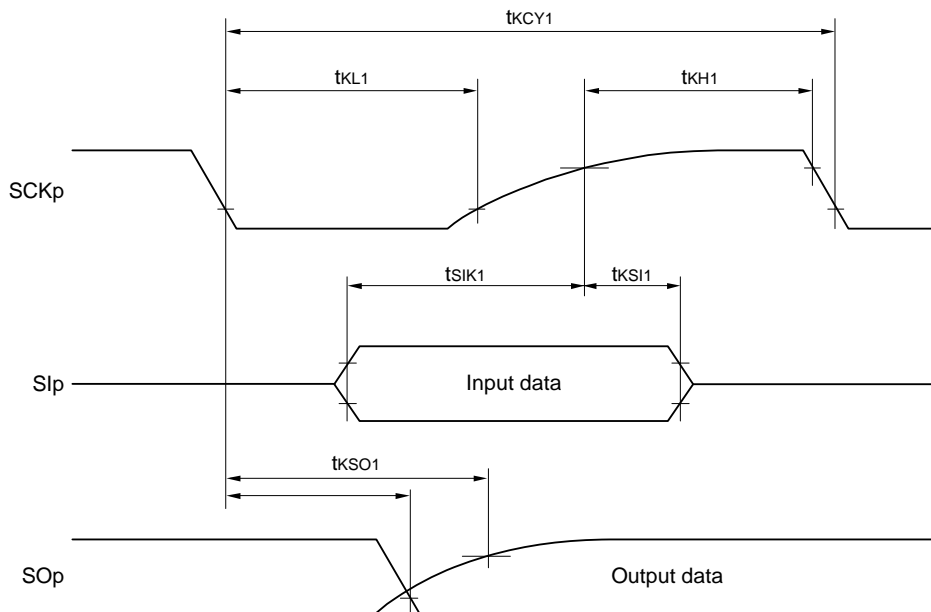 tKCY1
tKL1
tKH1
SCKp
tSIK1
tKSI1
SIp
Input data
tKSO1
SOp
Output data